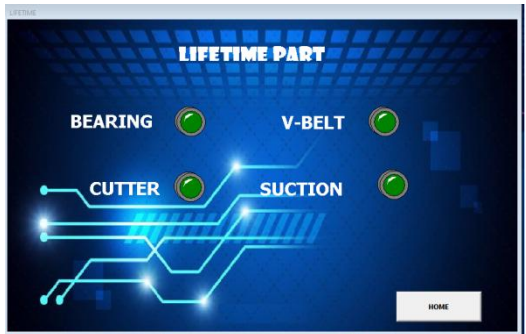 LIFETIME
LIFETIME PART
BEARING
V-BELT
CUTTER
SUCTION
HOME